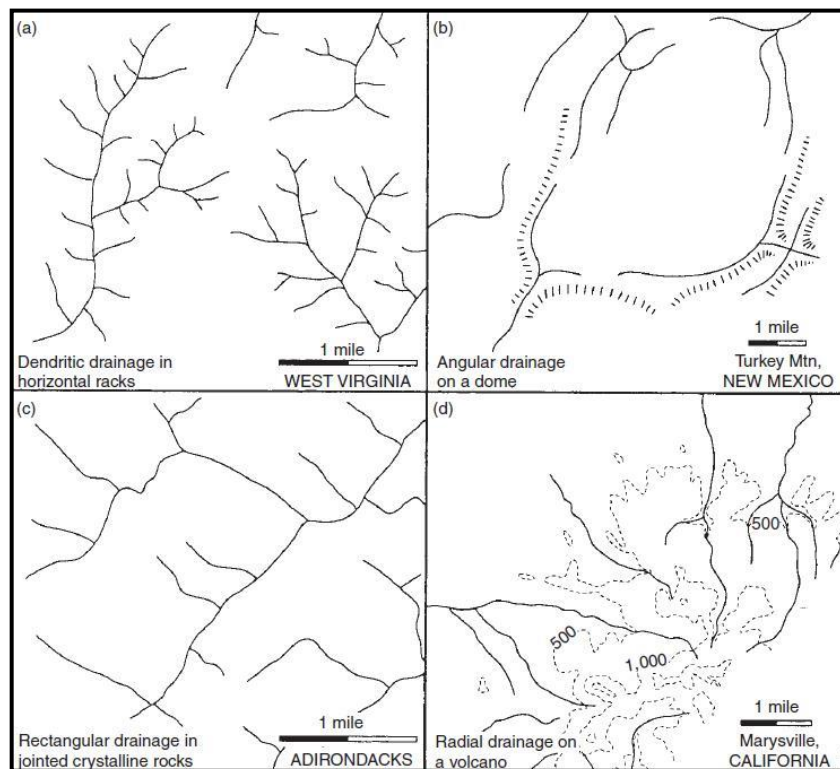 (a)
Dendritic drainage in
horizontal racks
1 mile
WEST VIRGINIA
(b)
Angular drainage
on a dome
1 mile
Turkey Mtn,
NEW MEXICO
(c)
Rectangular drainage in
jointed crystalline rocks
1 mile
ADIRONDACKS
(d)
500
500
1,000
Radial drainage on
a volcano
1 mile
Marysville,
CALIFORNIA